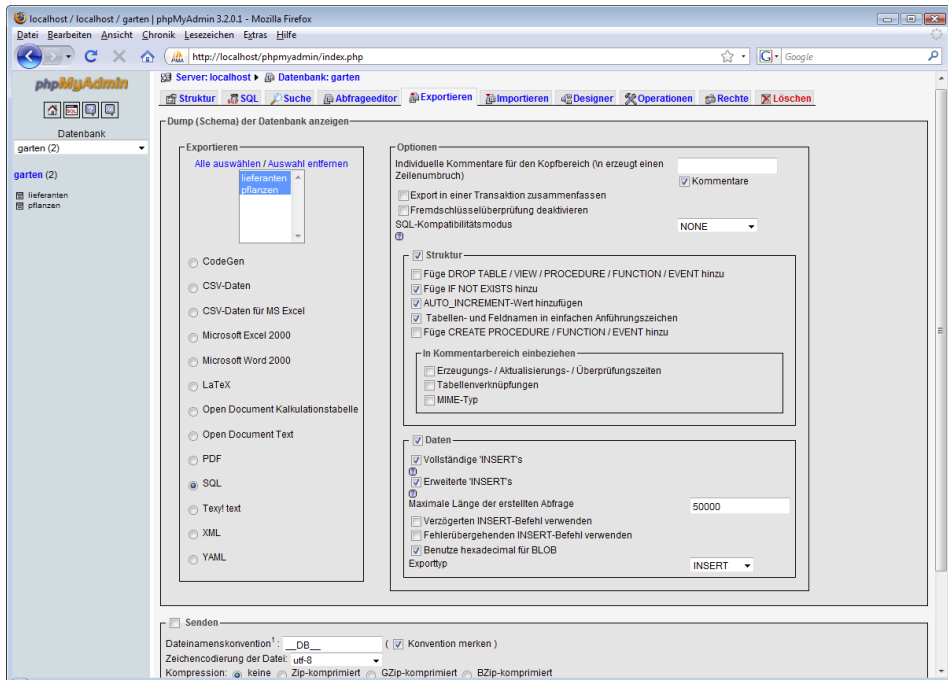 localhost / localhost / garten | phpMyAdmin 3.2.0.1 - Mozilla Firefox
Datei Bearbeiten Ansicht Chronik Lesezeichen Extras Hilfe
http://localhost/phpmyadmin/index.php
Google
phpMyAdmin
SQL
Datenbank
garten (2)
garten (2)
lieferanten
pflanzen
Server: localhost Datenbank: garten
Struktur SQL Suche Abfrageeditor Exportieren Importieren Designer Operationen Rechte Löschen
Dump (Schema) der Datenbank anzeigen
Exportieren
Alle auswählen / Auswahl entfernen
lieferanten
pflanzen
CodeGen
CSV-Daten
CSV-Daten für MS Excel
Microsoft Excel 2000
Microsoft Word 2000
LaTeX
Open Document Kalkulationstabelle
Open Document Text
PDF
SQL
Texy! text
XML
YAML
Optionen
Individuelle Kommentare für den Kopfbereich (\n erzeugt einen
Zeilenumbruch)
Kommentare
Export in einer Transaktion zusammenfassen
Fremdschlüsselüberprüfung deaktivieren
SQL-Kompatibilitätsmodus NONE
Struktur
Füge DROP TABLE / VIEW / PROCEDURE / FUNCTION / EVENT hinzu
Füge IF NOT EXISTS hinzu
AUTO_INCREMENT-Wert hinzufügen
Tabellen- und Feldnamen in einfachen Anführungszeichen
Füge CREATE PROCEDURE / FUNCTION / EVENT hinzu
In Kommentarbereich einbeziehen
Erzeugungs- / Aktualisierungs- / Überprüfungszeiten
Tabellenverknüpfungen
MIME-Typ
Daten
Vollständige 'INSERT's
Erweiterte 'INSERT's
Maximale Länge der erstellten Abfrage 50000
Verzögerten INSERT-Befehl verwenden
Fehlerübergehenden INSERT-Befehl verwenden
Benutze hexadecimal für BLOB
Exporttyp INSERT
Senden
Dateinamenskonvention1 : __DB__ ( Konvention merken )
Zeichencodierung der Datei: utf-8
Kompression: keine Zip-komprimiert GZip-komprimiert BZip-komprimiert